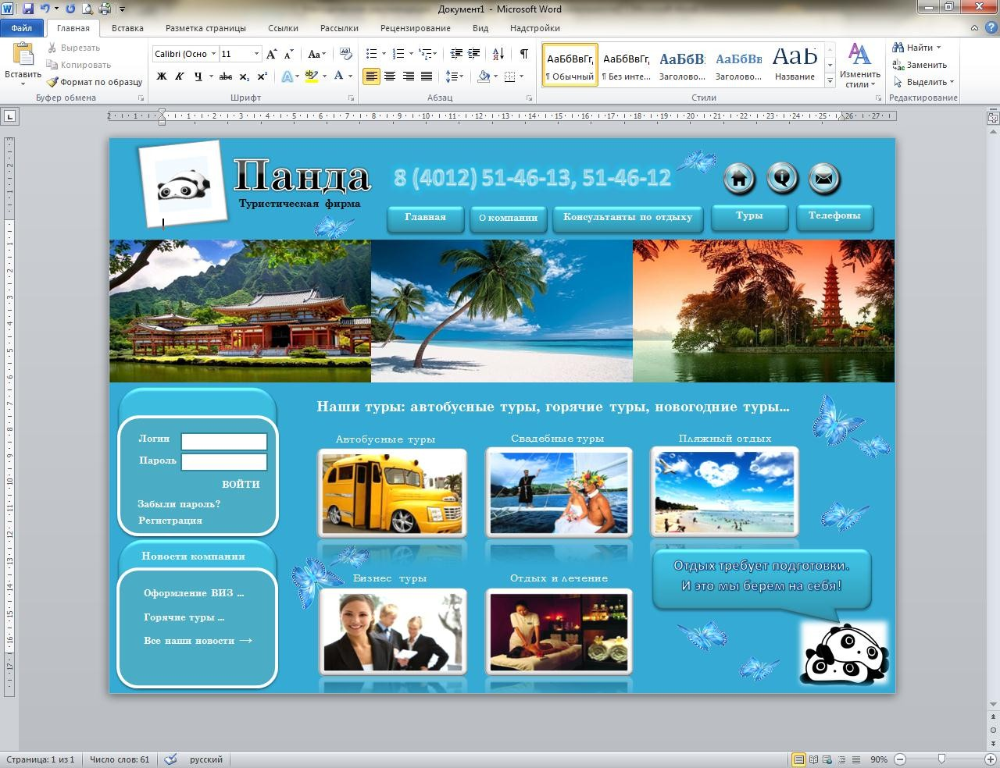 Документ1 - Microsoft Word
Файл Главная Вставка Разметка страницы Ссылки Рассылки Рецензирование Вид Надстройки
Вставить
Вырезать
Копировать
Формат по образцу
Буфер обмена
Calibri (Осно 11
Шрифт
Абзац
АаБбВвГг, АаБбВвГг, АаБбВ: АаБбВв АаЬ
¶ Обычный ¶ Без инте... Заголово... Заголово... Название
Стили
Изменить стили
Найти
Заменить
Выделить
Редактирование
Панда
Туристическая фирма
8 (4012) 51-46-13, 51-46-12
Главная О компании Консультанты по отдыху Туры Телефоны
Логин
Пароль
ВОЙТИ
Забыли пароль?
Регистрация
Новости компании
Оформление ВИЗ ...
Горячие туры ...
Все наши новости →
Наши туры: автобусные туры, горячие туры, новогодние туры...
Автобусные туры Свадебные туры Пляжный отдых
Бизнес туры Отдых и лечение
Отдых требует подготовки.
И это мы берем на себя!
Страница: 1 из 1 Число слов: 61 русский 90%